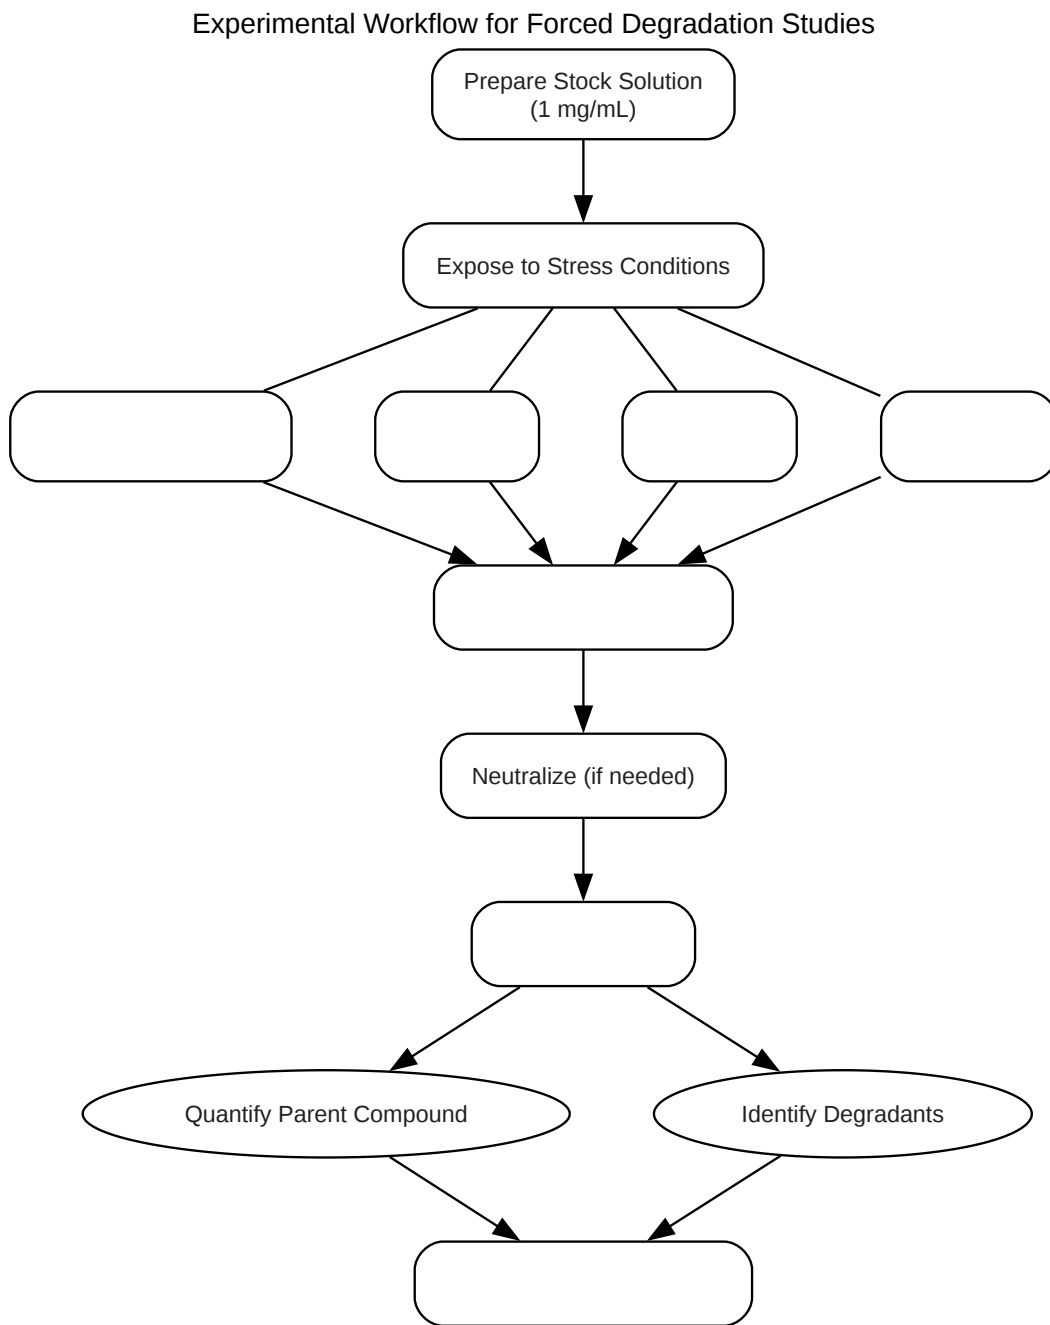 Experimental Workflow for Forced Degradation Studies
Prepare Stock Solution
(1 mg/mL)
Expose to Stress Conditions
Neutralize (if needed)
Quantify Parent Compound
Identify Degradants